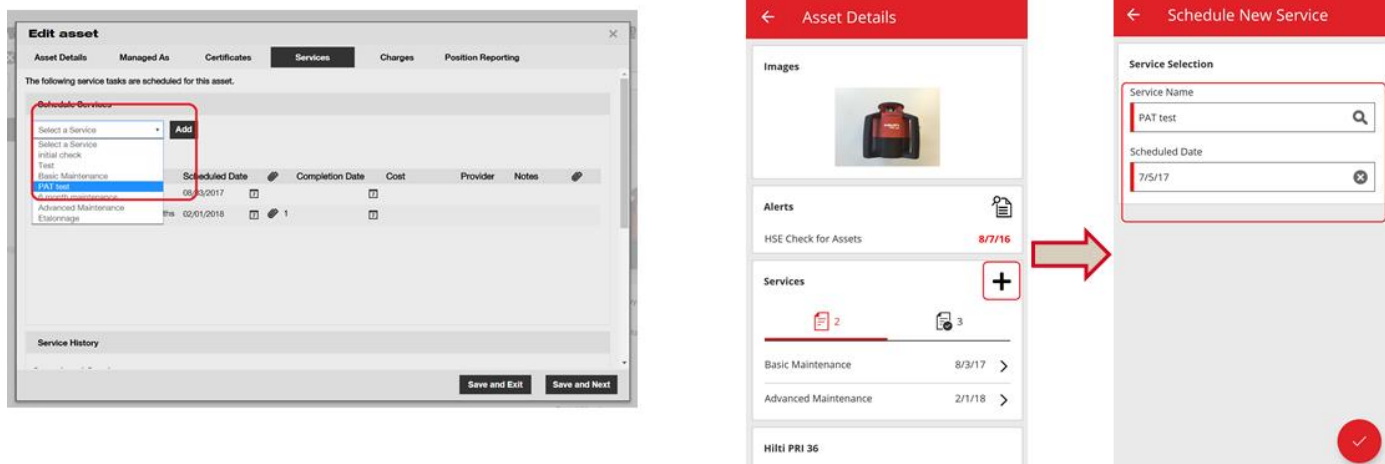 Edit asset
Asset Details Managed As Certificates Services Charges Position Reporting
The following service tasks are scheduled for this asset.
Schedule Services
Select a Service Add
Select a Service
initial check
Test
Basic Maintenance
PAT test
6 month maintenance
Advanced Maintenance
Etalonnage
Scheduled Date Completion Date Cost Provider Notes
08/03/2017
ths 02/01/2018 1
Service History
Save and Exit Save and Next
Asset Details
Images
Alerts
HSE Check for Assets 8/7/16
Services
2 3
Basic Maintenance 8/3/17
Advanced Maintenance 2/1/18
Hilti PRI 36
Schedule New Service
Service Selection
Service Name
PAT test
Scheduled Date
7/5/17